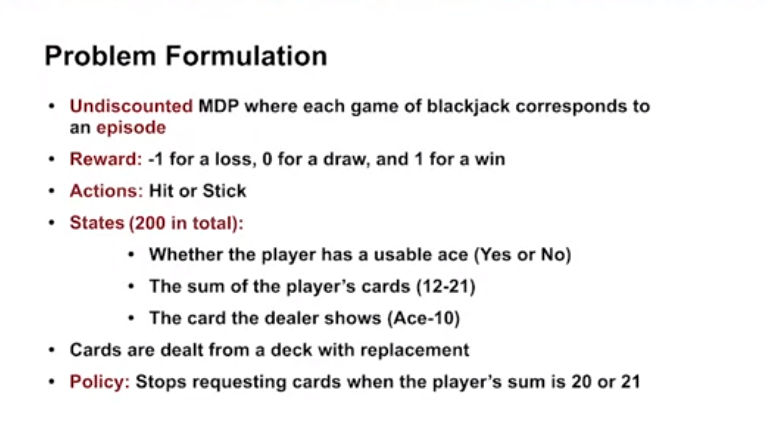 Problem Formulation
• Undiscounted MDP where each game of blackjack corresponds to
an episode
• Reward: -1 for a loss, 0 for a draw, and 1 for a win
• Actions: Hit or Stick
• States (200 in total):
• Whether the player has a usable ace (Yes or No)
• The sum of the player's cards (12-21)
• The card the dealer shows (Ace-10)
• Cards are dealt from a deck with replacement
• Policy: Stops requesting cards when the player's sum is 20 or 21